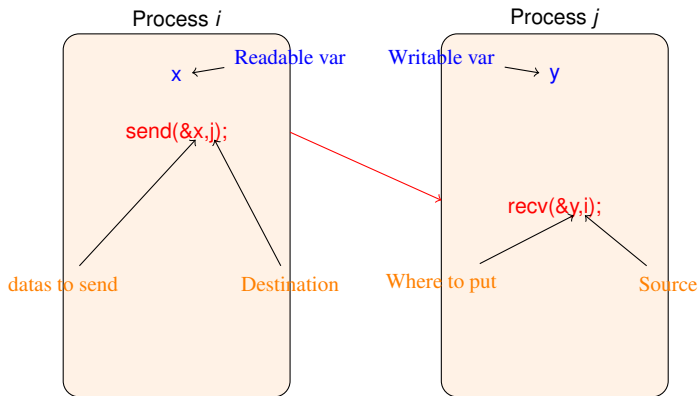 Process i
Process j
Readable var
Writable var
x
y
send(&x,j);
recv(&y,i);
datas to send
Destination
Where to put
Source